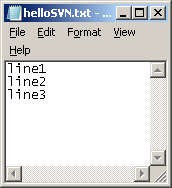 helloSVN.txt - ...
File Edit Format View
Help
line1
line2
line3